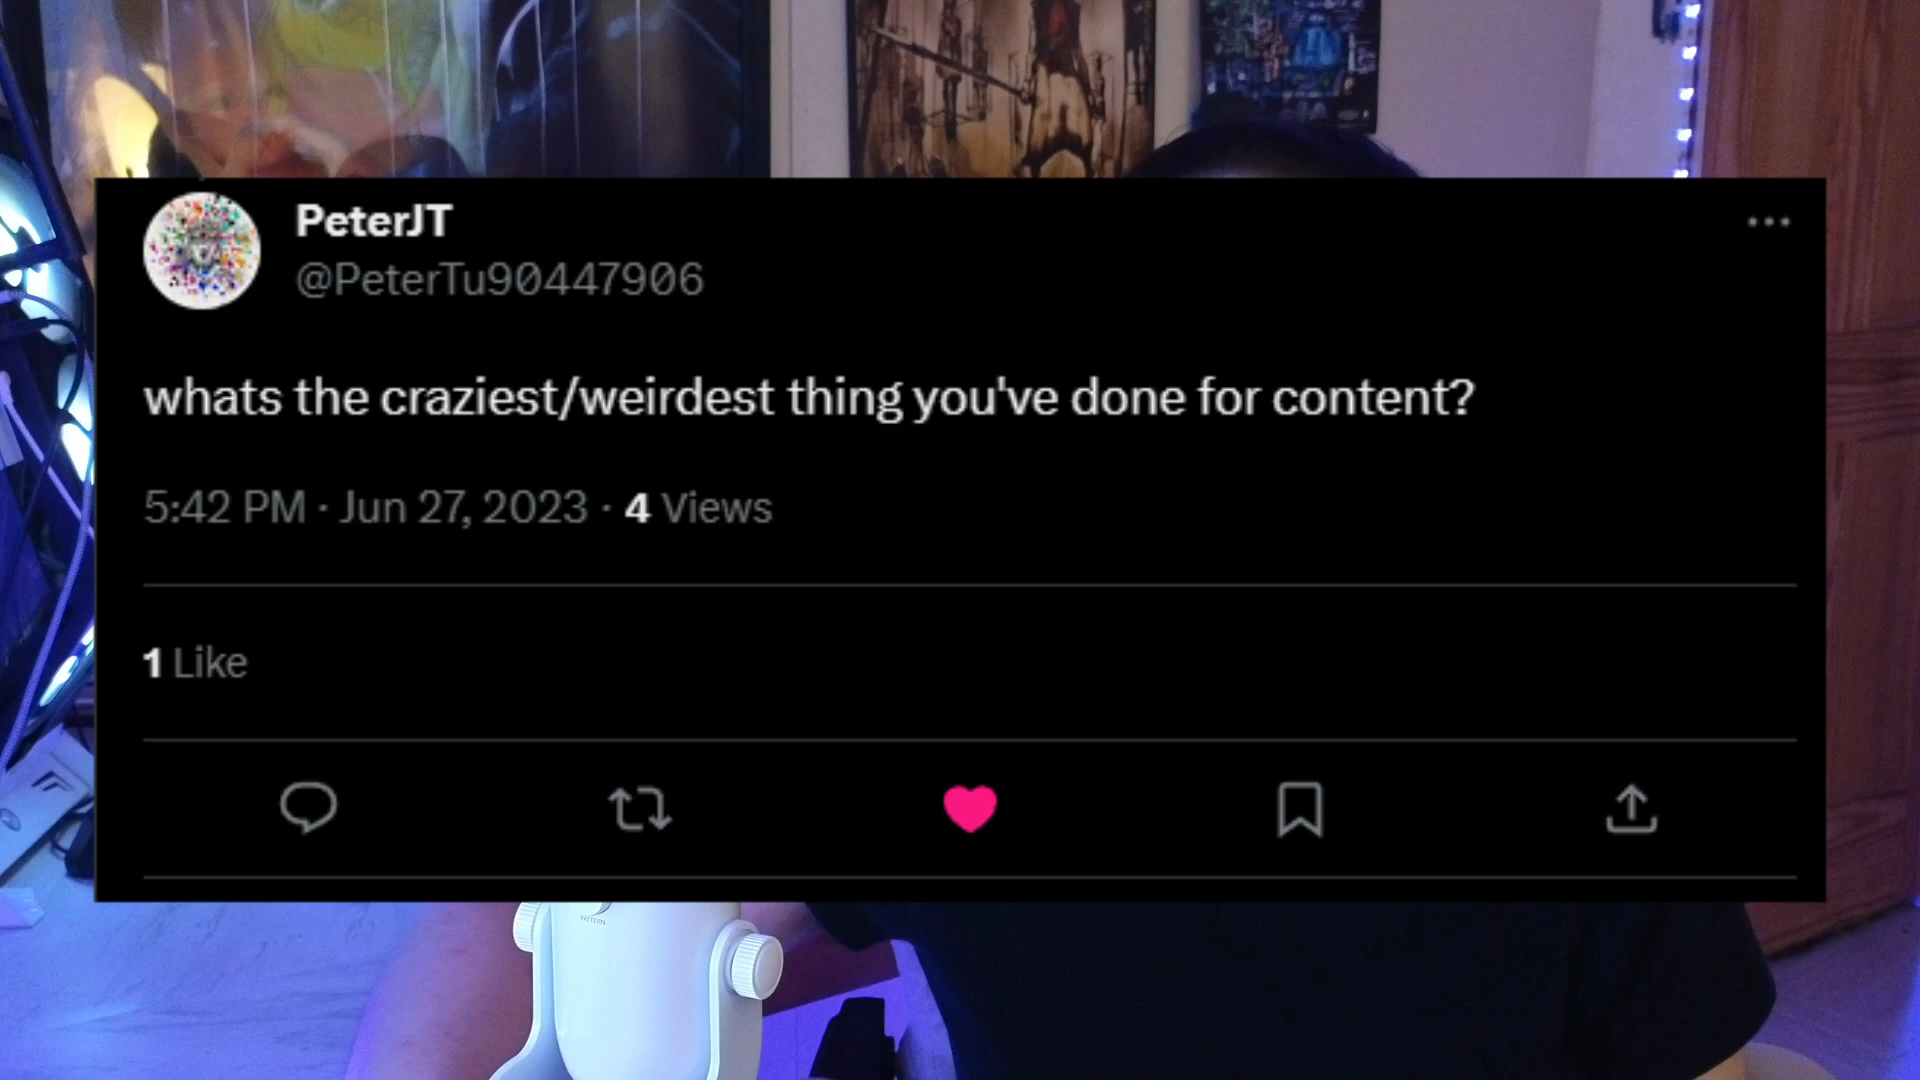 PeterJT
@PeterTu90447906
whats the craziest/weirdest thing you've done for content?
5:42 PM · Jun 27, 2023 · 4 Views
1 Like
PATTERN